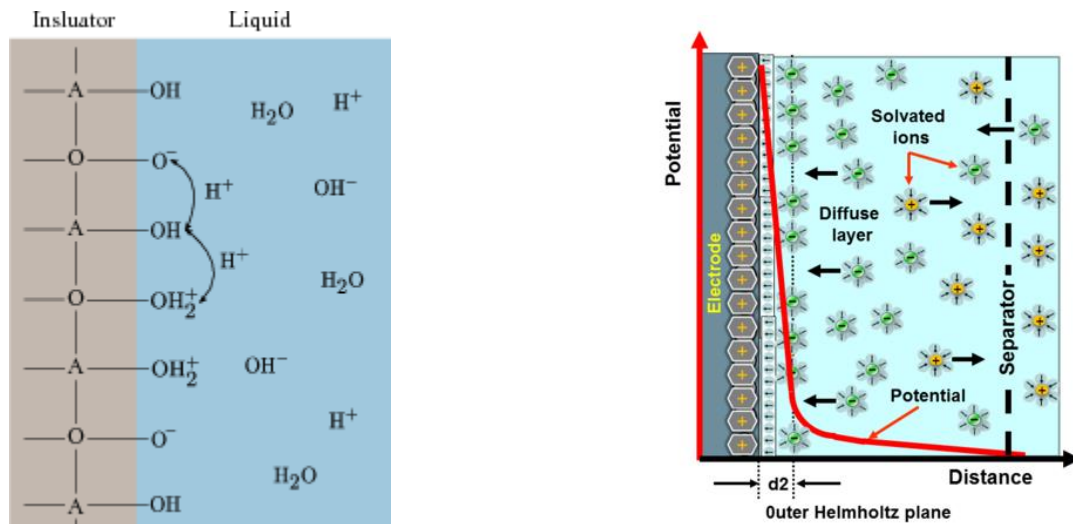 Insluator Liquid
A OH
H₂O H⁺
O O⁻
H⁺
OH⁻
A OH
H⁺
H₂O
O OH₂⁺
A OH₂⁺
OH⁻
H⁺
O O⁻
H₂O
A OH
Potential
Electrode
Solvated
ions
Diffuse
layer
Separator
Potential
Distance
d2
0uter Helmholtz plane